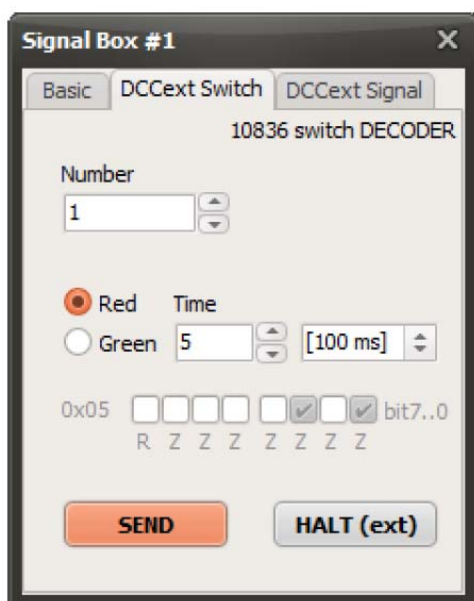 Signal Box #1
Basic DCCext Switch DCCext Signal
10836 switch DECODER
Number
1
Red Time
Green 5 [100 ms]
0x05 bit7..0
R Z Z Z Z Z Z Z
SEND HALT (ext)